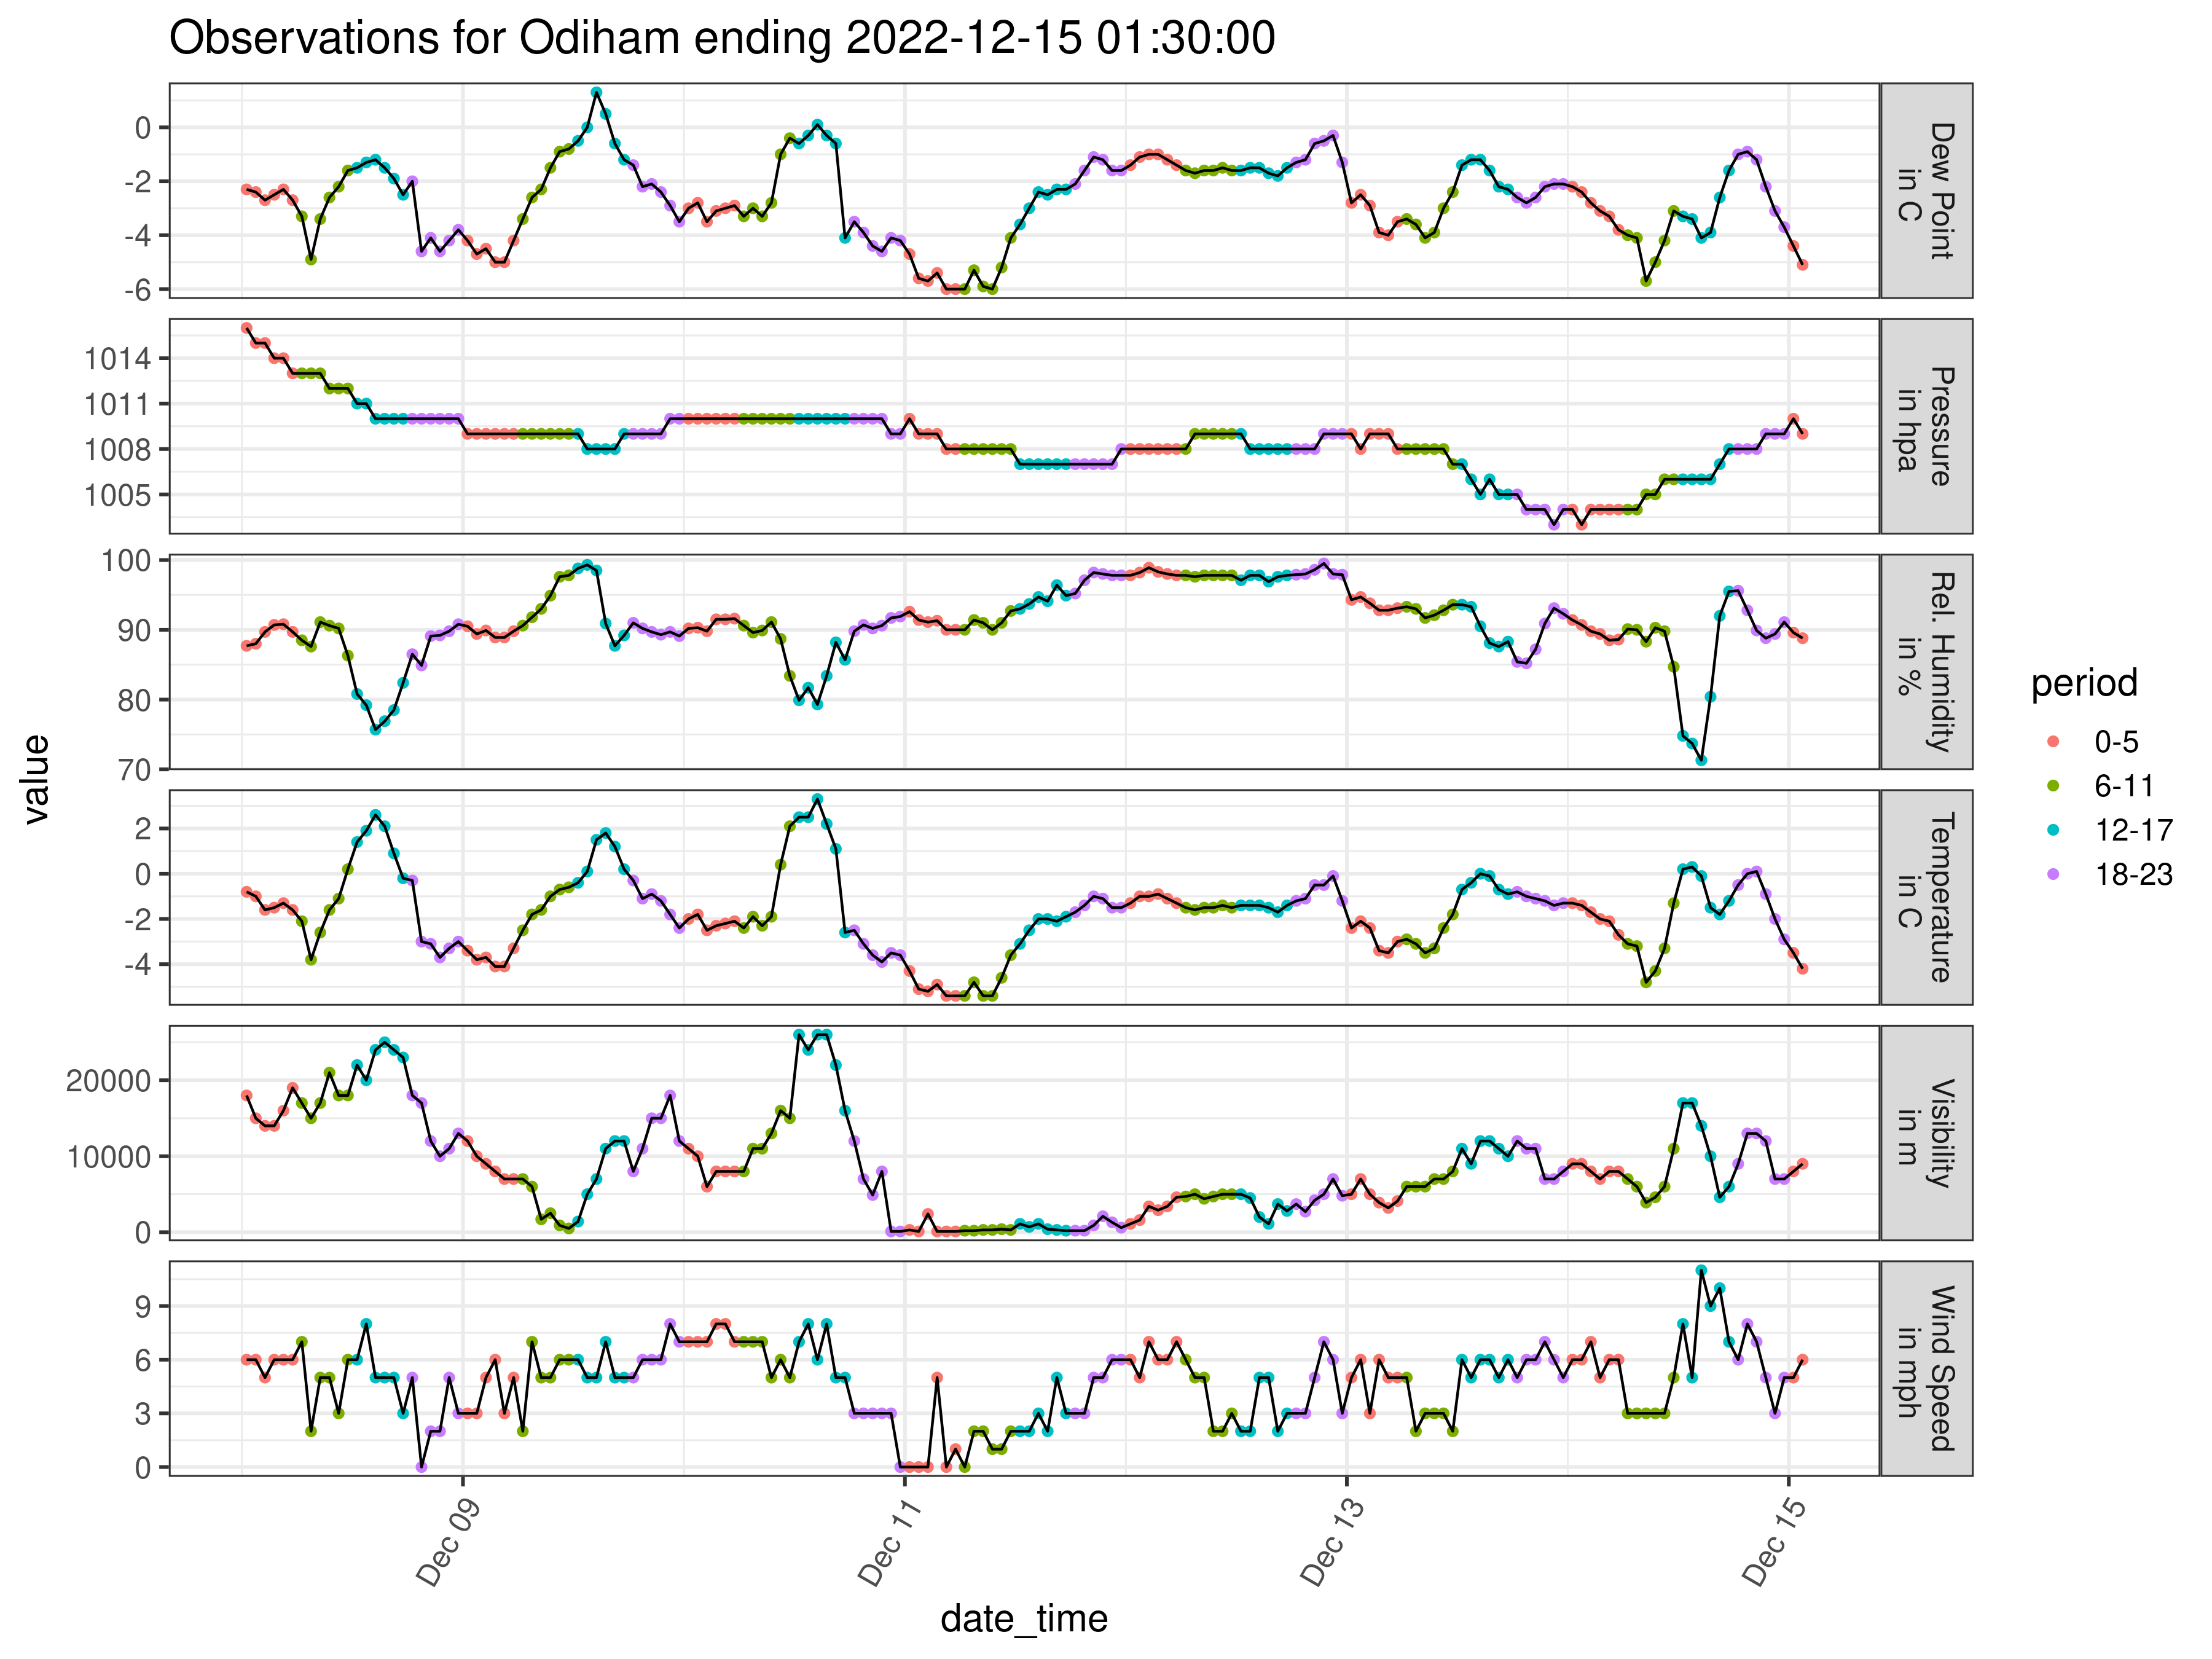 Observations for Odiham ending 2022-12-15 01:30:00
value
0
-2
-4
-6
Dew Point
in C
1014
1011
1008
1005
Pressure
in hpa
100
90
80
70
Rel. Humidity
in %
2
0
-2
-4
Temperature
in C
20000
10000
0
Visibility
in m
9
6
3
0
Wind Speed
in mph
Dec 09
Dec 11
Dec 13
Dec 15
date_time
period
0-5
6-11
12-17
18-23